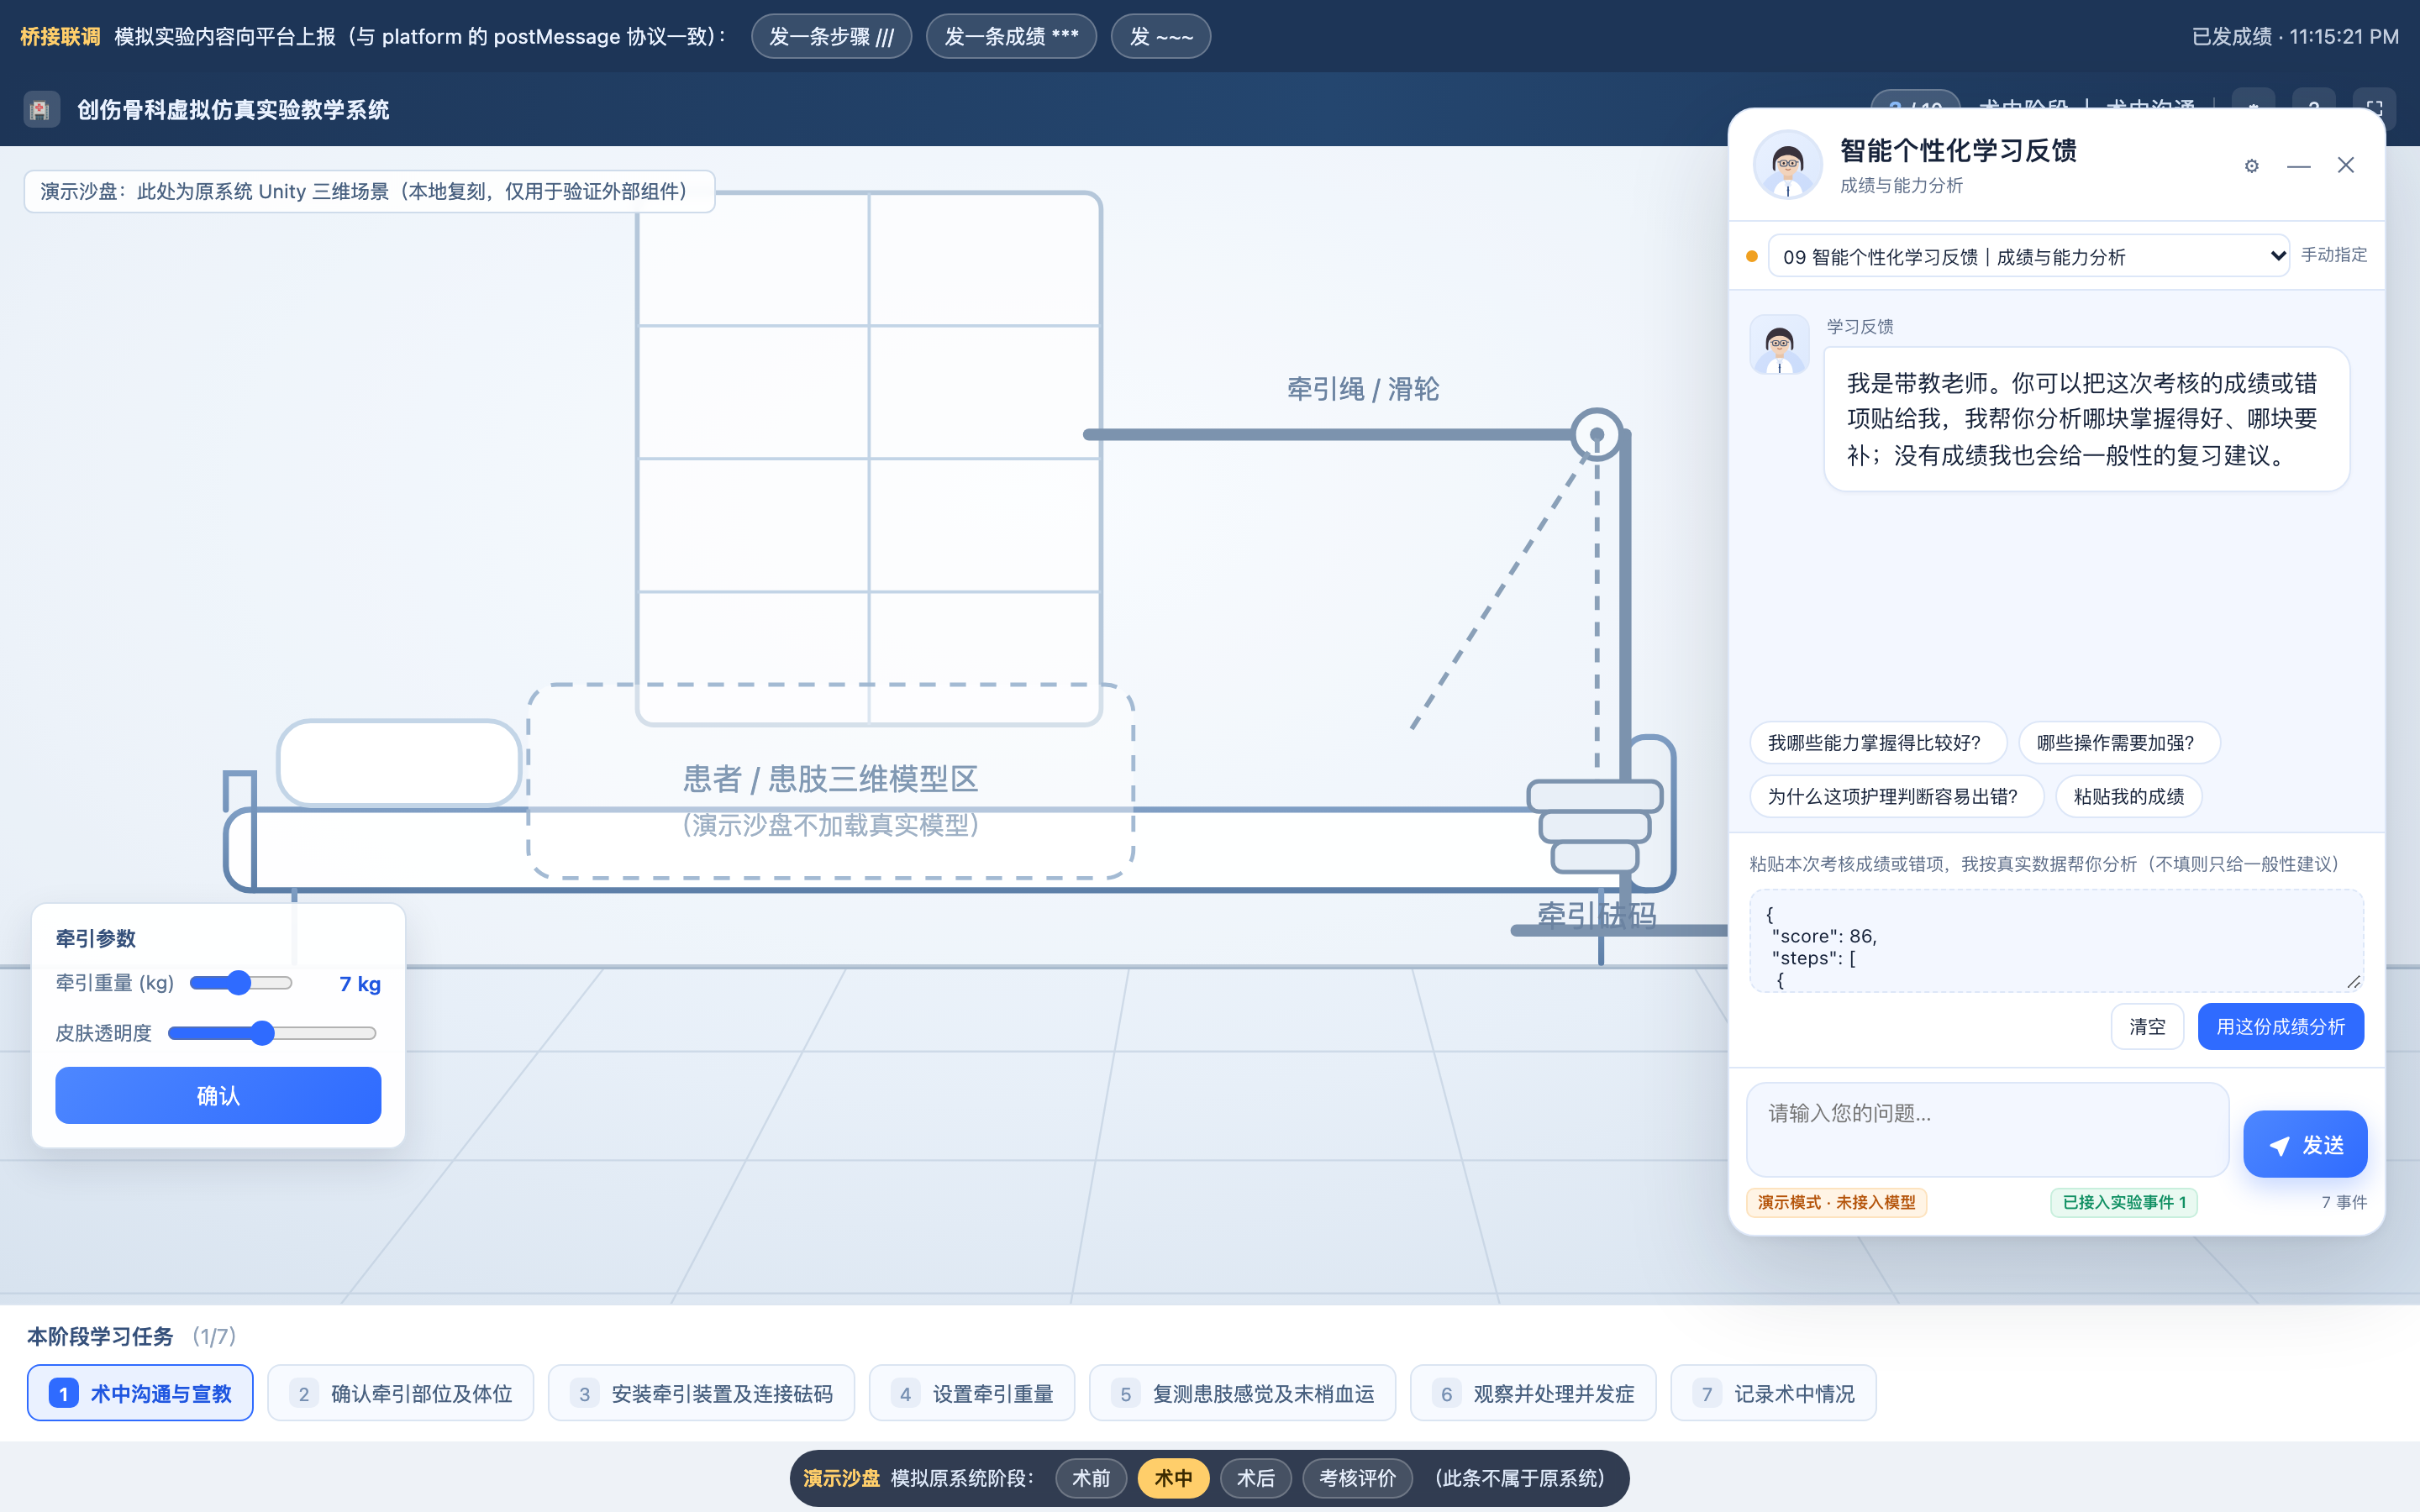 桥接联调 模拟实验内容向平台上报（与 platform 的 postMessage 协议一致）： 发一条步骤 /// 发一条成绩 *** 发 ~~~ 已发成绩 · 11:15:21 PM
创伤骨科虚拟仿真实验教学系统
演示沙盘：此处为原系统 Unity 三维场景（本地复刻，仅用于验证外部组件）
牵引绳 / 滑轮
患者 / 患肢三维模型区
（演示沙盘不加载真实模型）
牵引砝码
牵引参数
牵引重量 (kg) 7 kg
皮肤透明度
确认
智能个性化学习反馈
成绩与能力分析
09 智能个性化学习反馈｜成绩与能力分析 手动指定
学习反馈
我是带教老师。你可以把这次考核的成绩或错
项贴给我，我帮你分析哪块掌握得好、哪块要
补；没有成绩我也会给一般性的复习建议。
我哪些能力掌握得比较好？ 哪些操作需要加强？
为什么这项护理判断容易出错？ 粘贴我的成绩
粘贴本次考核成绩或错项，我按真实数据帮你分析（不填则只给一般性建议）
{
"score": 86,
"steps": [
{
清空 用这份成绩分析
请输入您的问题...
发送
演示模式 · 未接入模型 已接入实验事件 1 7 事件
本阶段学习任务 （1/7）
1 术中沟通与宣教 2 确认牵引部位及体位 3 安装牵引装置及连接砝码 4 设置牵引重量 5 复测患肢感觉及末梢血运 6 观察并处理并发症 7 记录术中情况
演示沙盘 模拟原系统阶段： 术前 术中 术后 考核评价 （此条不属于原系统）